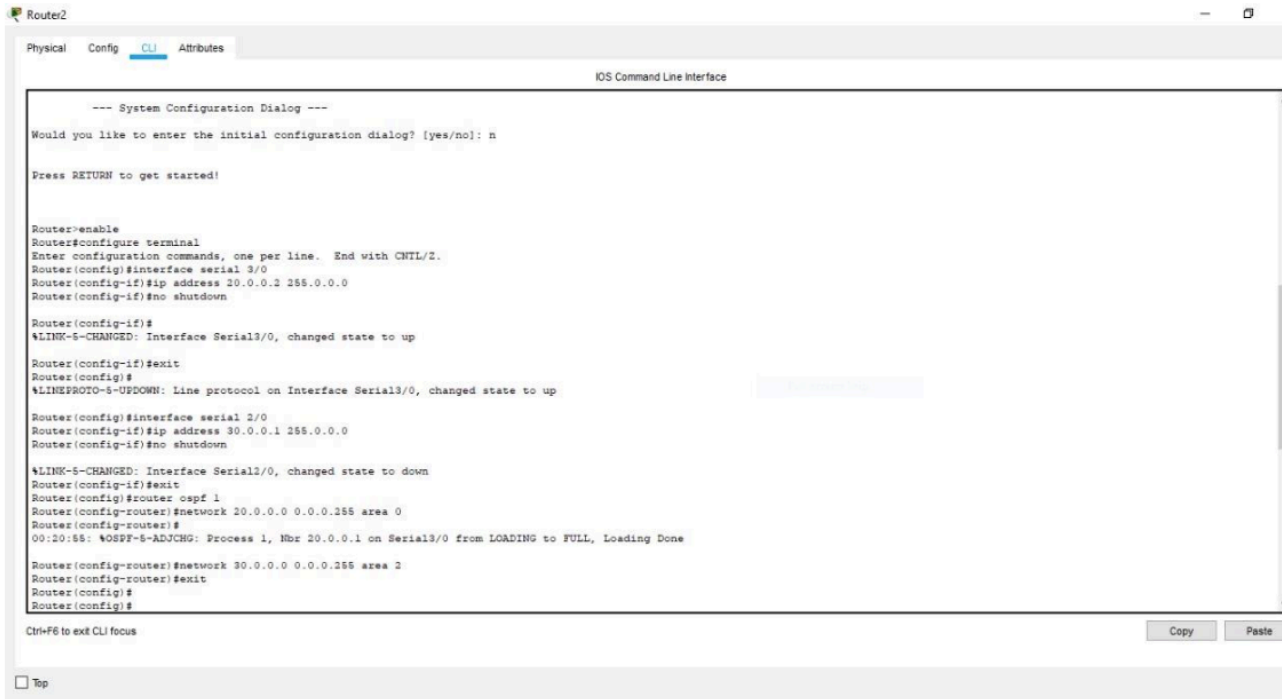 Router2
Physical Config CLI Attributes
IOS Command Line Interface
--- System Configuration Dialog ---
Would you like to enter the initial configuration dialog? [yes/no]: n
Press RETURN to get started!
Router>enable
Router#configure terminal
Enter configuration commands, one per line. End with CNTL/Z.
Router(config)#interface serial 3/0
Router(config-if)#ip address 20.0.0.2 255.0.0.0
Router(config-if)#no shutdown
Router(config-if)#
%LINK-5-CHANGED: Interface Serial3/0, changed state to up
Router(config-if)#exit
Router(config)#
%LINEPROTO-5-UPDOWN: Line protocol on Interface Serial3/0, changed state to up
Router(config)#interface serial 2/0
Router(config-if)#ip address 30.0.0.1 255.0.0.0
Router(config-if)#no shutdown
%LINK-5-CHANGED: Interface Serial2/0, changed state to down
Router(config-if)#exit
Router(config)#router ospf 1
Router(config-router)#network 20.0.0.0 0.0.0.255 area 0
Router(config-router)#
00:20:55: %OSPF-5-ADJCHG: Process 1, Nbr 20.0.0.1 on Serial3/0 from LOADING to FULL, Loading Done
Router(config-router)#network 30.0.0.0 0.0.0.255 area 2
Router(config-router)#exit
Router(config)#
Router(config)#
Ctrl+F6 to exit CLI focus
Copy Paste
Top